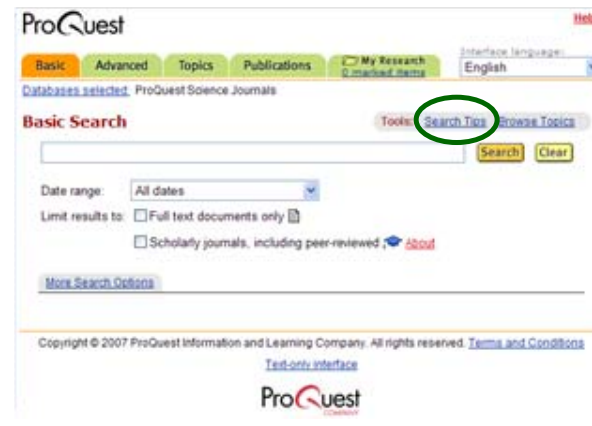 ProQuest
Help
Basic Advanced Topics Publications My Research
0 marked items
Interface language:
English
Databases selected: ProQuest Science Journals
Basic Search
Tools: Search Tips Browse Topics
Search Clear
Date range: All dates
Limit results to: Full text documents only
Scholarly journals, including peer-reviewed About
More Search Options
Copyright © 2007 ProQuest Information and Learning Company. All rights reserved. Terms and Conditions
Text-only interface
ProQuest
COMPANY